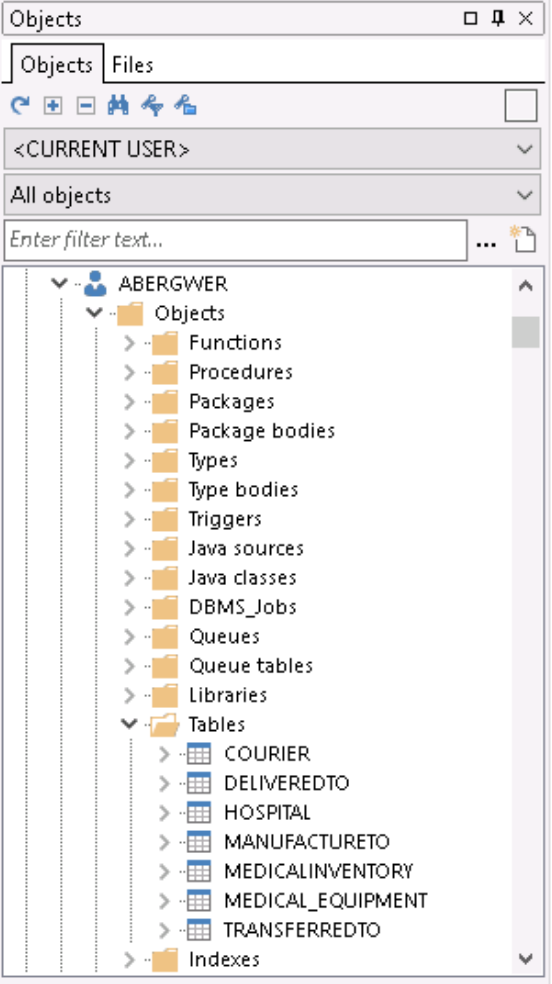 Objects
Objects Files
<CURRENT USER>
All objects
Enter filter text... ...
ABERGWER
Objects
Functions
Procedures
Packages
Package bodies
Types
Type bodies
Triggers
Java sources
Java classes
DBMS_Jobs
Queues
Queue tables
Libraries
Tables
COURIER
DELIVEREDTO
HOSPITAL
MANUFACTURETO
MEDICALINVENTORY
MEDICAL_EQUIPMENT
TRANSFERREDTO
Indexes